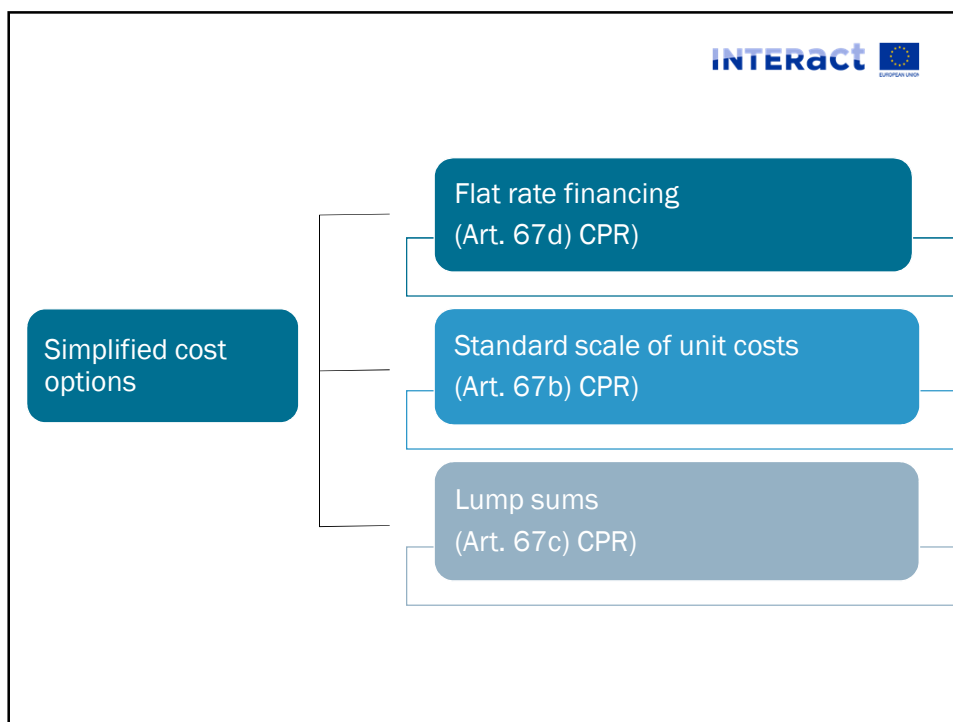 INTERact
EUROPEAN UNION
Flat rate financing
(Art. 67d) CPR)
Simplified cost
options
Standard scale of unit costs
(Art. 67b) CPR)
Lump sums
(Art. 67c) CPR)